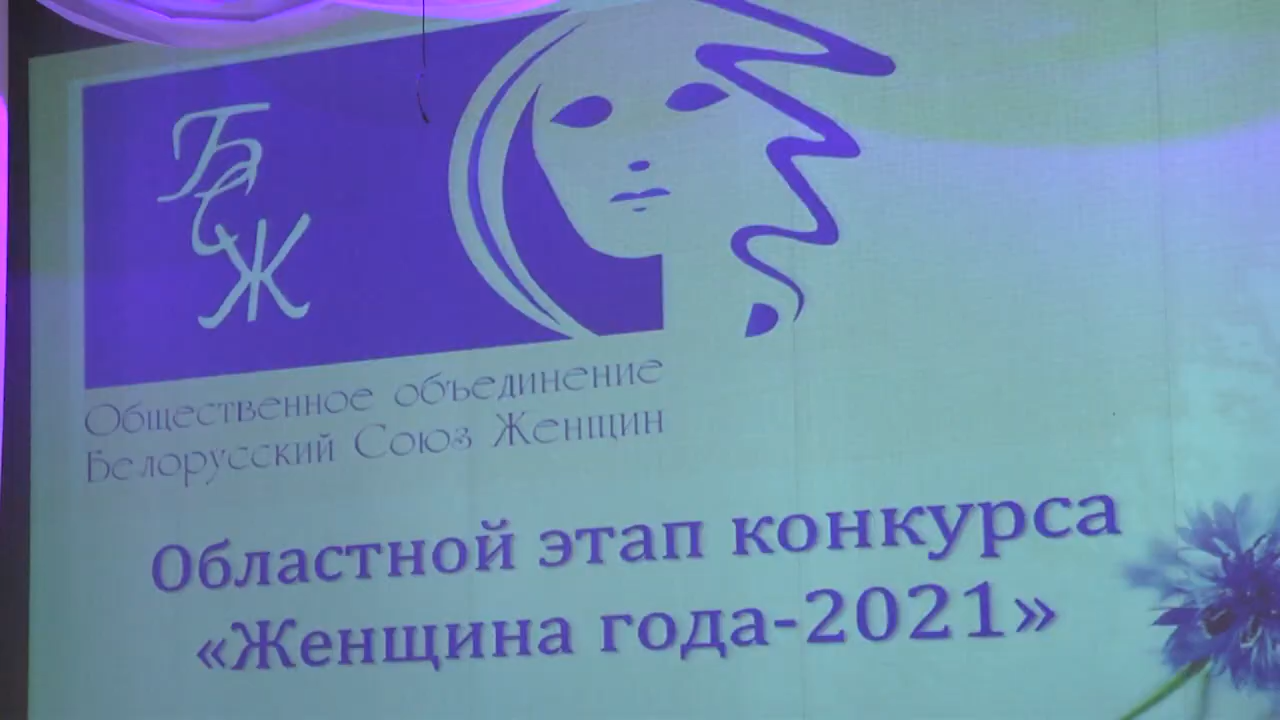 БСЖ
Общественное объединение
Белорусский Союз Женщин
Областной этап конкурса
«Женщина года-2021»